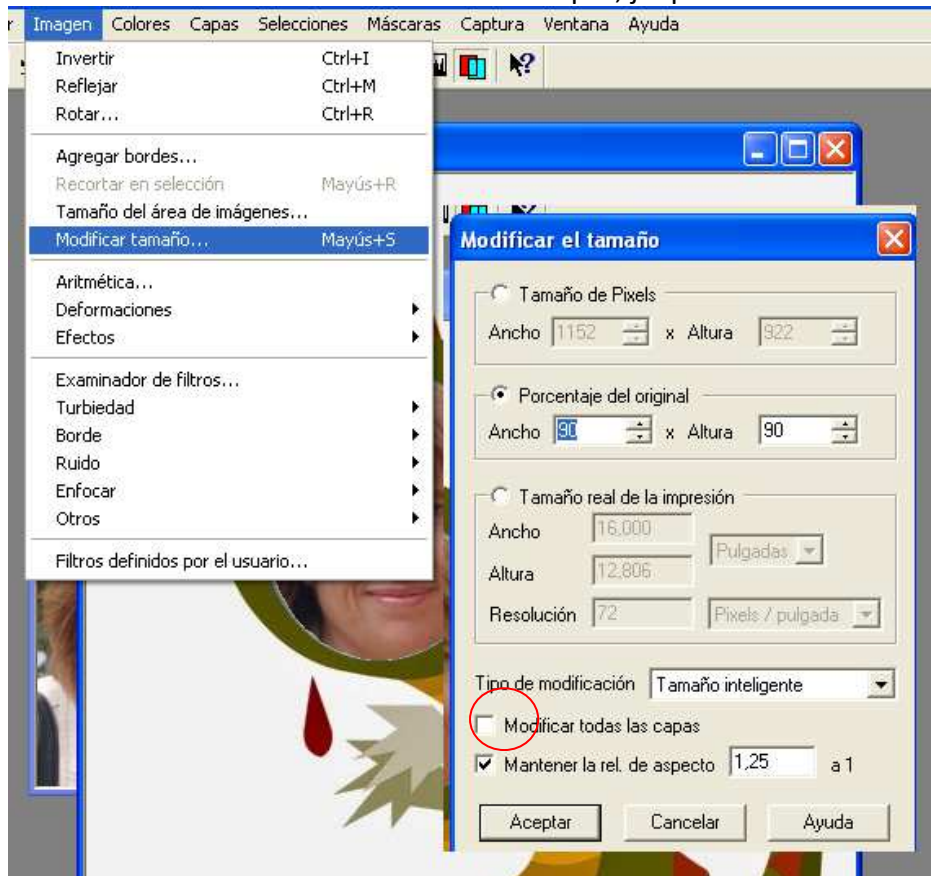 Imagen Colores Capas Selecciones Máscaras Captura Ventana Ayuda
Invertir Ctrl+I
Reflejar Ctrl+M
Rotar... Ctrl+R
Agregar bordes...
Recortar en selección Mayús+R
Tamaño del área de imágenes...
Modificar tamaño... Mayús+S
Aritmética...
Deformaciones
Efectos
Examinador de filtros...
Turbiedad
Borde
Ruido
Enfocar
Otros
Filtros definidos por el usuario...
Modificar el tamaño
Tamaño de Pixels
Ancho 1152 x Altura 922
Porcentaje del original
Ancho 90 x Altura 90
Tamaño real de la impresión
Ancho 16,000
Pulgadas
Altura 12,806
Resolución 72 Pixels / pulgada
Tipo de modificación Tamaño inteligente
Modificar todas las capas
Mantener la rel. de aspecto 1,25 a 1
Aceptar Cancelar Ayuda